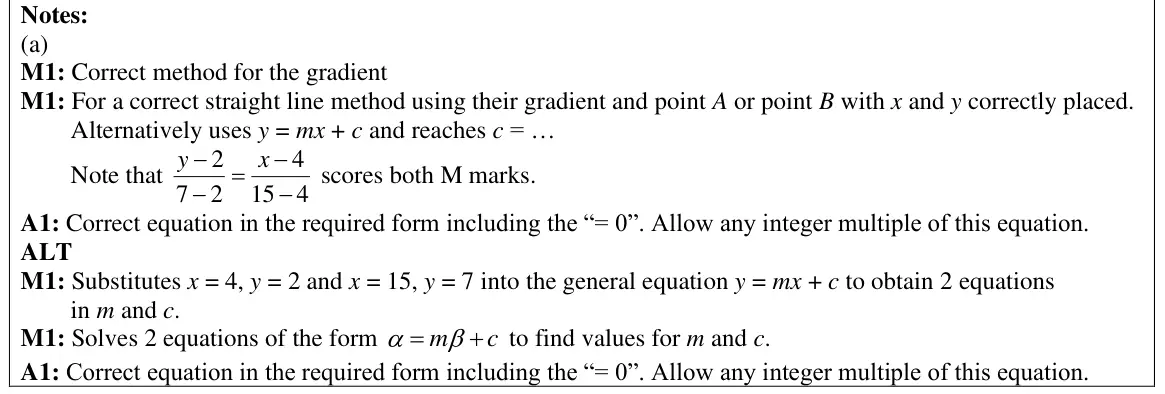 Notes:
(a)
M1: Correct method for the gradient
M1: For a correct straight line method using their gradient and point A or point B with x and y correctly placed.
Alternatively uses y = mx + c and reaches c = …
Note that (y − 2)/(7 − 2) = (x − 4)/(15 − 4) scores both M marks.
A1: Correct equation in the required form including the “= 0”. Allow any integer multiple of this equation.
ALT
M1: Substitutes x = 4, y = 2 and x = 15, y = 7 into the general equation y = mx + c to obtain 2 equations
in m and c.
M1: Solves 2 equations of the form α = mβ + c to find values for m and c.
A1: Correct equation in the required form including the “= 0”. Allow any integer multiple of this equation.